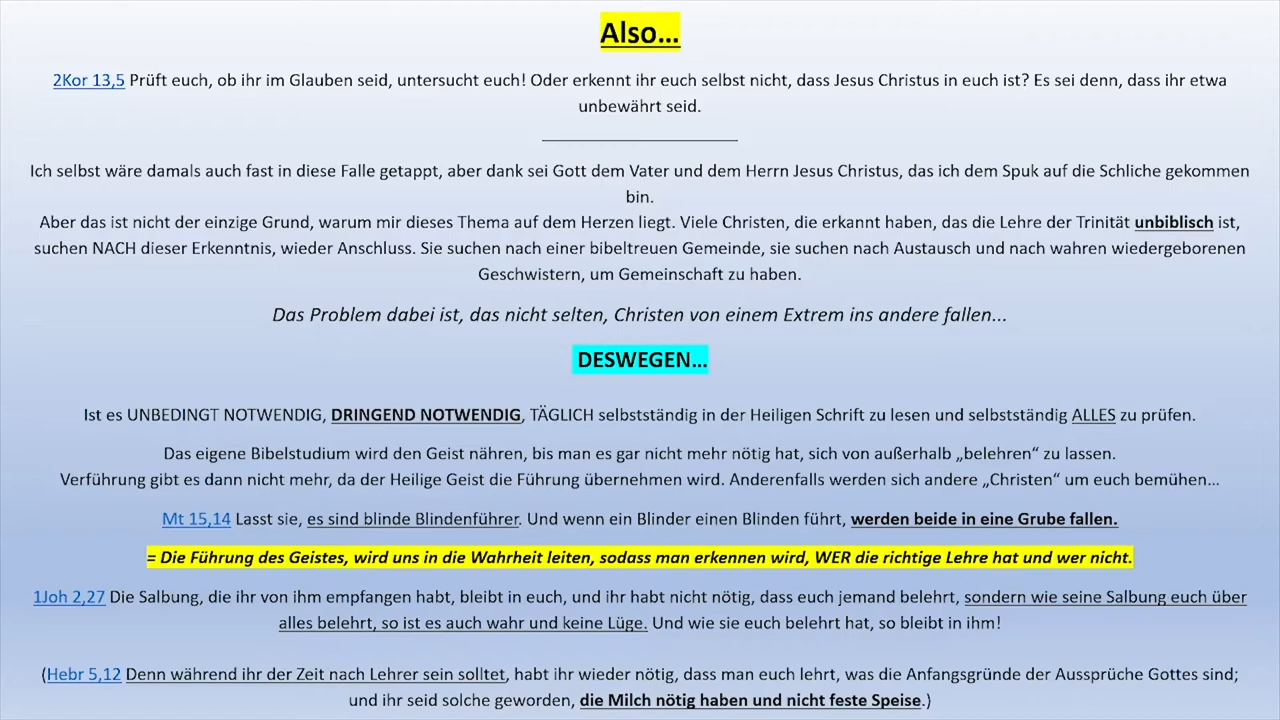 Also...
2Kor 13,5 Prüft euch, ob ihr im Glauben seid, untersucht euch! Oder erkennt ihr euch selbst nicht, dass Jesus Christus in euch ist? Es sei denn, dass ihr etwa
unbewährt seid.
Ich selbst wäre damals auch fast in diese Falle getappt, aber dank sei Gott dem Vater und dem Herrn Jesus Christus, das ich dem Spuk auf die Schliche gekommen
bin.
Aber das ist nicht der einzige Grund, warum mir dieses Thema auf dem Herzen liegt. Viele Christen, die erkannt haben, das die Lehre der Trinität unbiblisch ist,
suchen NACH dieser Erkenntnis, wieder Anschluss. Sie suchen nach einer bibeltreuen Gemeinde, sie suchen nach Austausch und nach wahren wiedergeborenen
Geschwistern, um Gemeinschaft zu haben.
Das Problem dabei ist, das nicht selten, Christen von einem Extrem ins andere fallen...
DESWEGEN...
Ist es UNBEDINGT NOTWENDIG, DRINGEND NOTWENDIG, TÄGLICH selbstständig in der Heiligen Schrift zu lesen und selbstständig ALLES zu prüfen.
Das eigene Bibelstudium wird den Geist nähren, bis man es gar nicht mehr nötig hat, sich von außerhalb „belehren“ zu lassen.
Verführung gibt es dann nicht mehr, da der Heilige Geist die Führung übernehmen wird. Anderenfalls werden sich andere „Christen“ um euch bemühen...
Mt 15,14 Lasst sie, es sind blinde Blindenführer. Und wenn ein Blinder einen Blinden führt, werden beide in eine Grube fallen.
= Die Führung des Geistes, wird uns in die Wahrheit leiten, sodass man erkennen wird, WER die richtige Lehre hat und wer nicht.
1Joh 2,27 Die Salbung, die ihr von ihm empfangen habt, bleibt in euch, und ihr habt nicht nötig, dass euch jemand belehrt, sondern wie seine Salbung euch über
alles belehrt, so ist es auch wahr und keine Lüge. Und wie sie euch belehrt hat, so bleibt in ihm!
(Hebr 5,12 Denn während ihr der Zeit nach Lehrer sein solltet, habt ihr wieder nötig, dass man euch lehrt, was die Anfangsgründe der Aussprüche Gottes sind;
und ihr seid solche geworden, die Milch nötig haben und nicht feste Speise.)